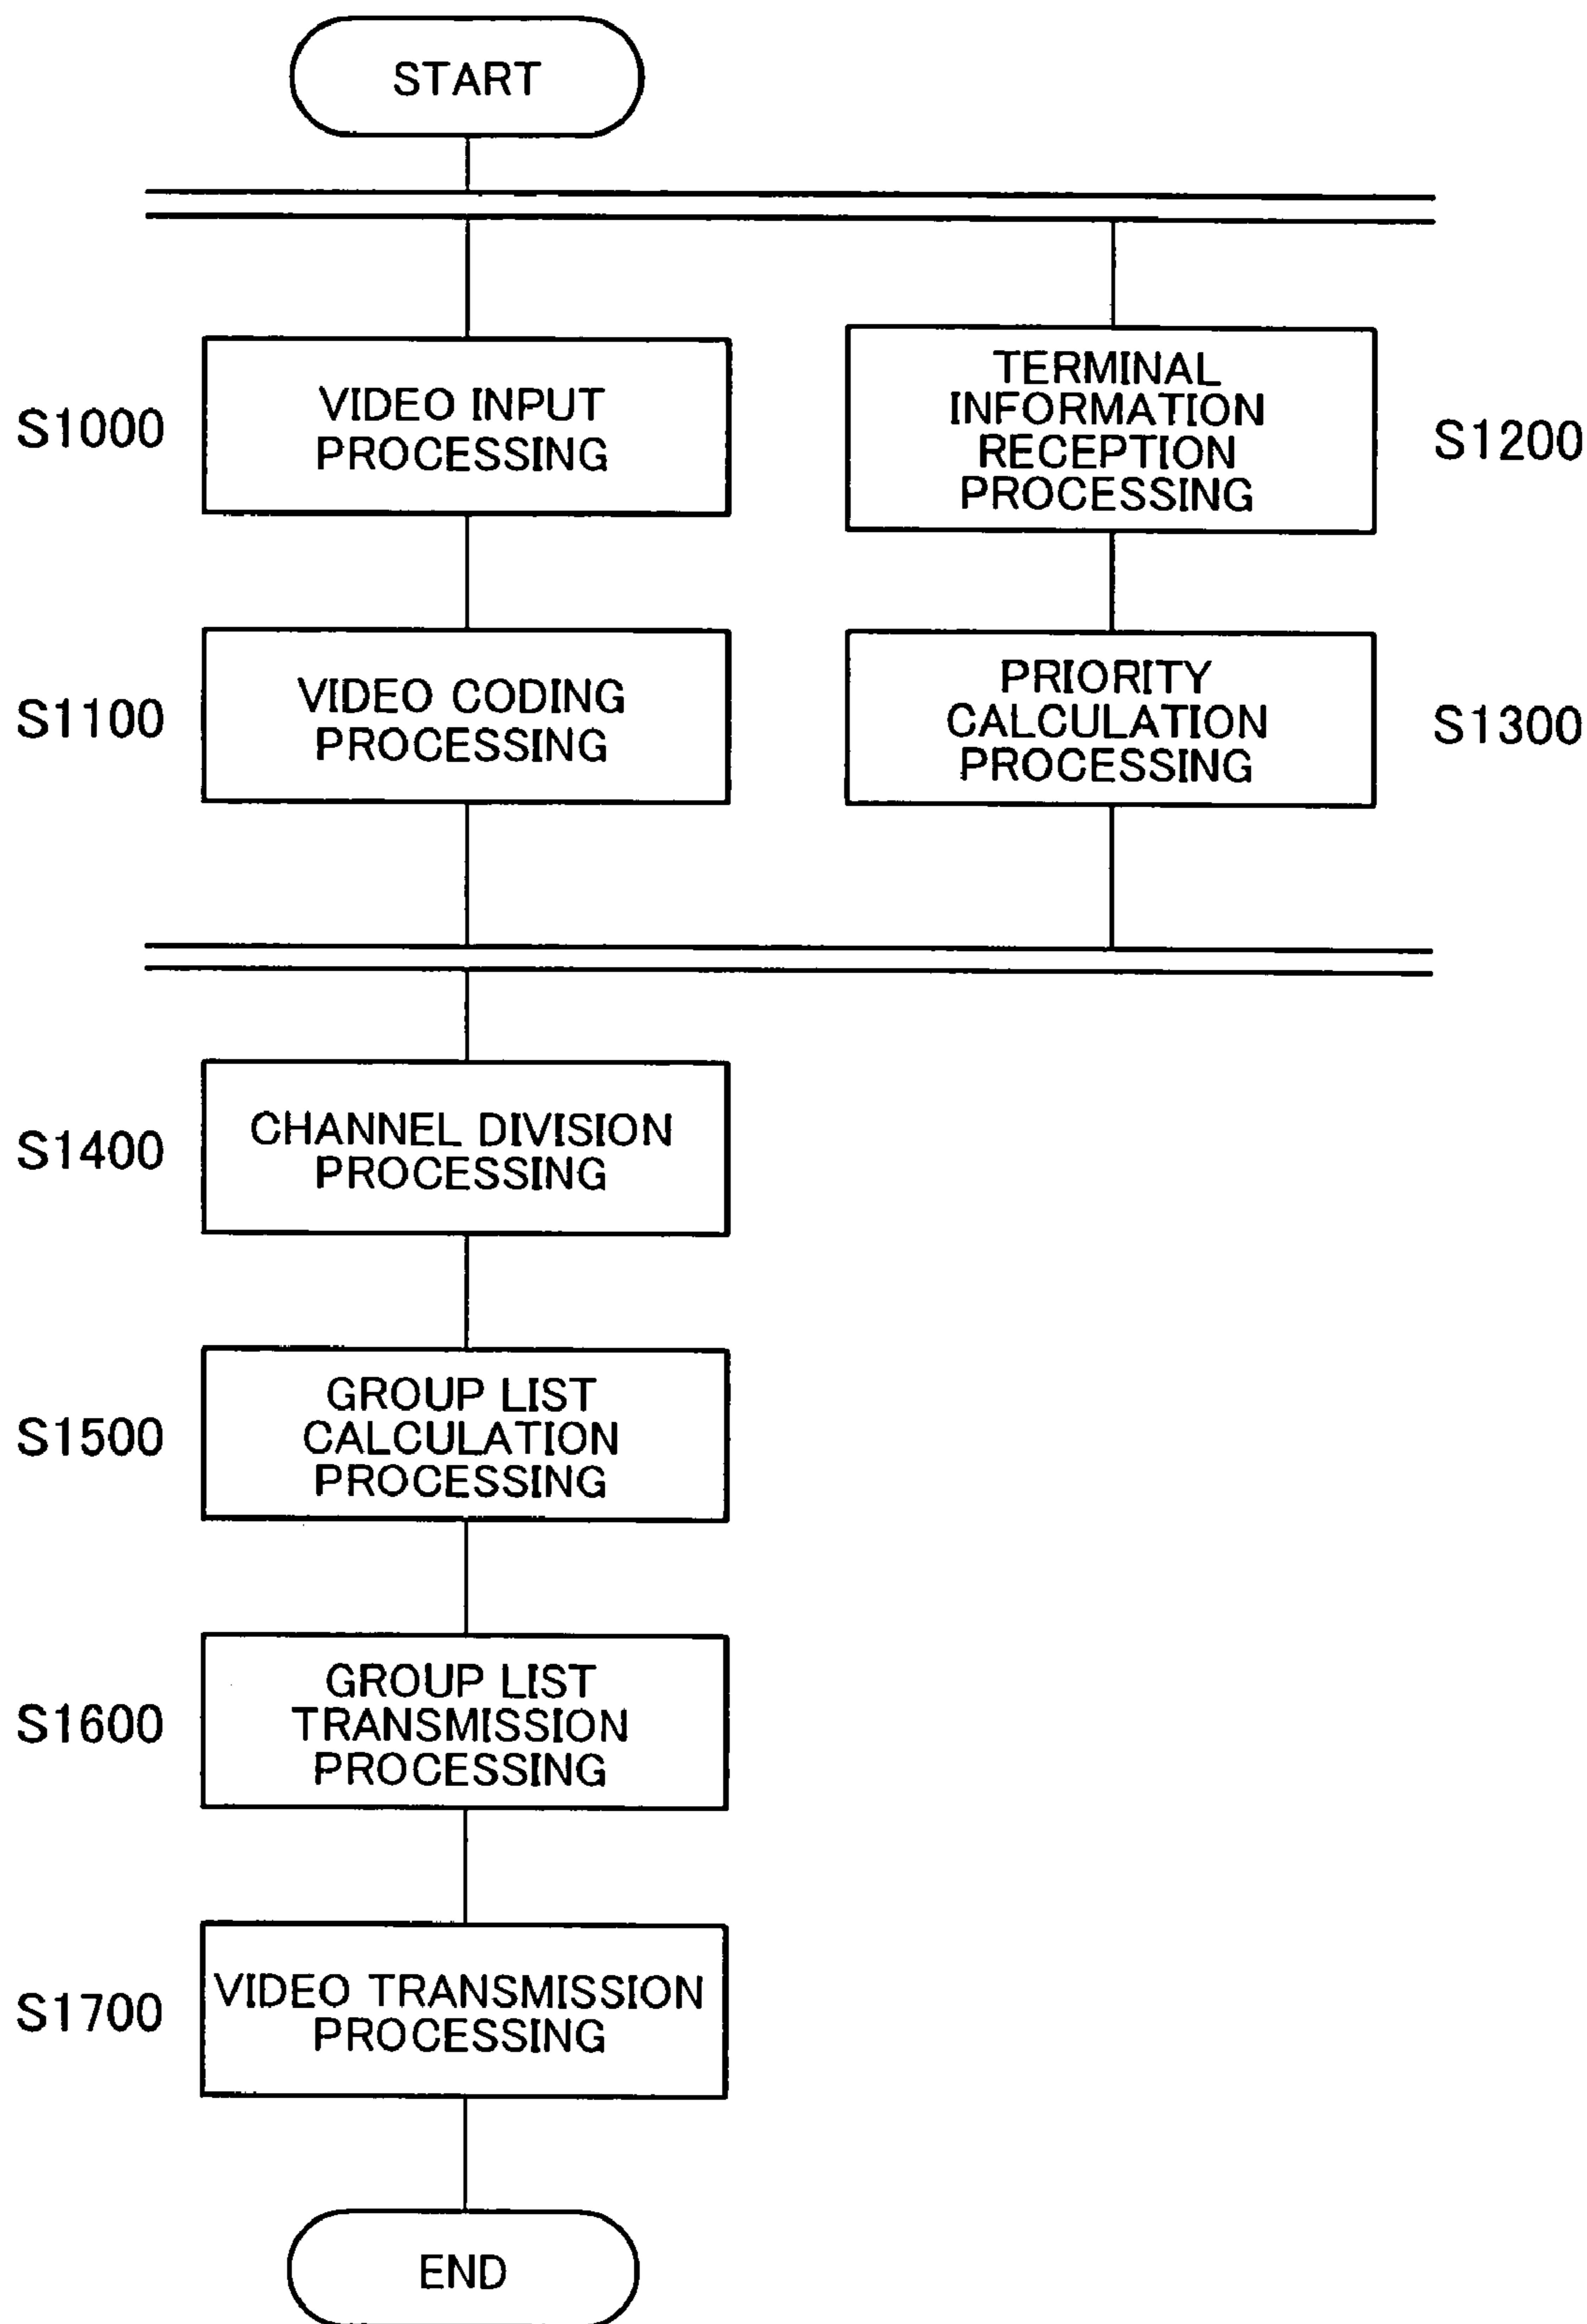 START
S1000
VIDEO INPUT
PROCESSING
TERMINAL
INFORMATION
RECEPTION
PROCESSING
S1200
S1100
VIDEO CODING
PROCESSING
PRIORITY
CALCULATION
PROCESSING
S1300
S1400
CHANNEL DIVISION
PROCESSING
S1500
GROUP LIST
CALCULATION
PROCESSING
S1600
GROUP LIST
TRANSMISSION
PROCESSING
S1700
VIDEO TRANSMISSION
PROCESSING
END